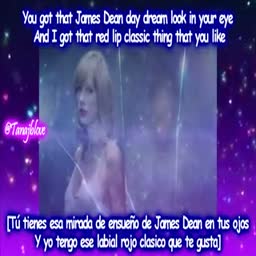 You got that James Dean day dream look in your eye
And I got that red lip classic thing that you like
@Tamajblove
[Tú tienes esa mirada de ensueño de James Dean en tus ojos
Y yo tengo ese labial rojo clasico que te gusta]